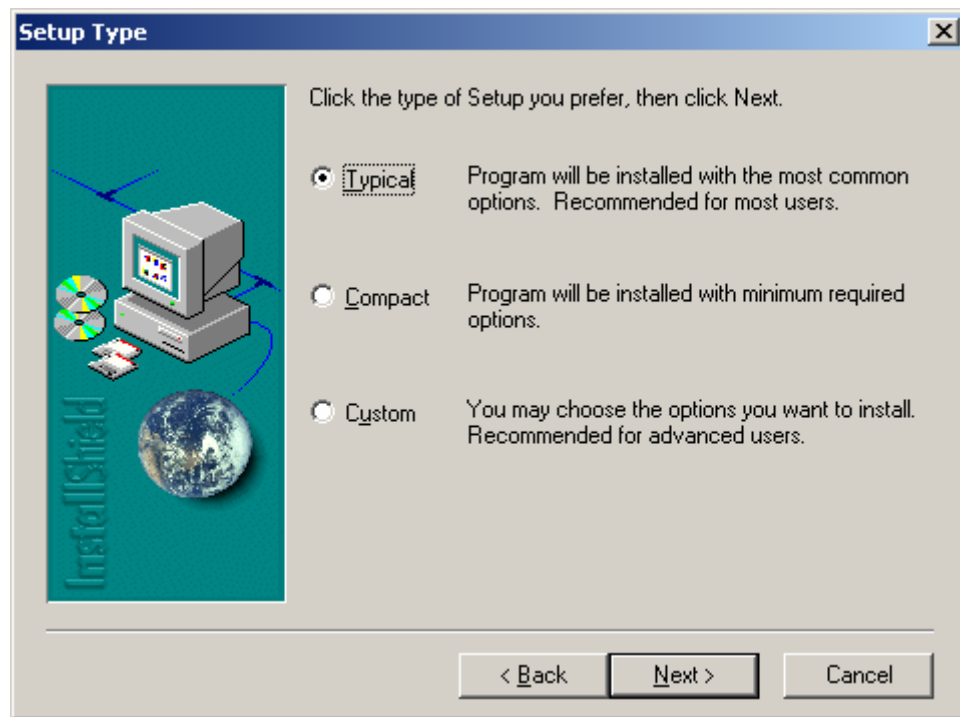 Setup Type
Click the type of Setup you prefer, then click Next.
Typical
Program will be installed with the most common
options.  Recommended for most users.
Compact
Program will be installed with minimum required
options.
Custom
You may choose the options you want to install.
Recommended for advanced users.
InstallShield
< Back
Next >
Cancel